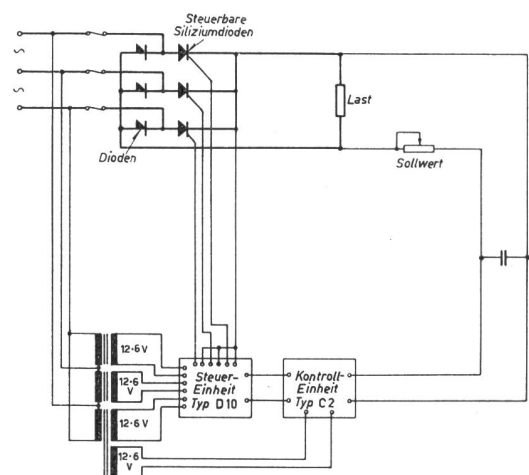 Steuerbare
Siliziumdioden
Last
Dioden
Sollwert
12·6 V
12·6
V
12·6 V
12·6
V
Steuer-
Einheit
Typ D10
Kontroll-
Einheit
Typ C2